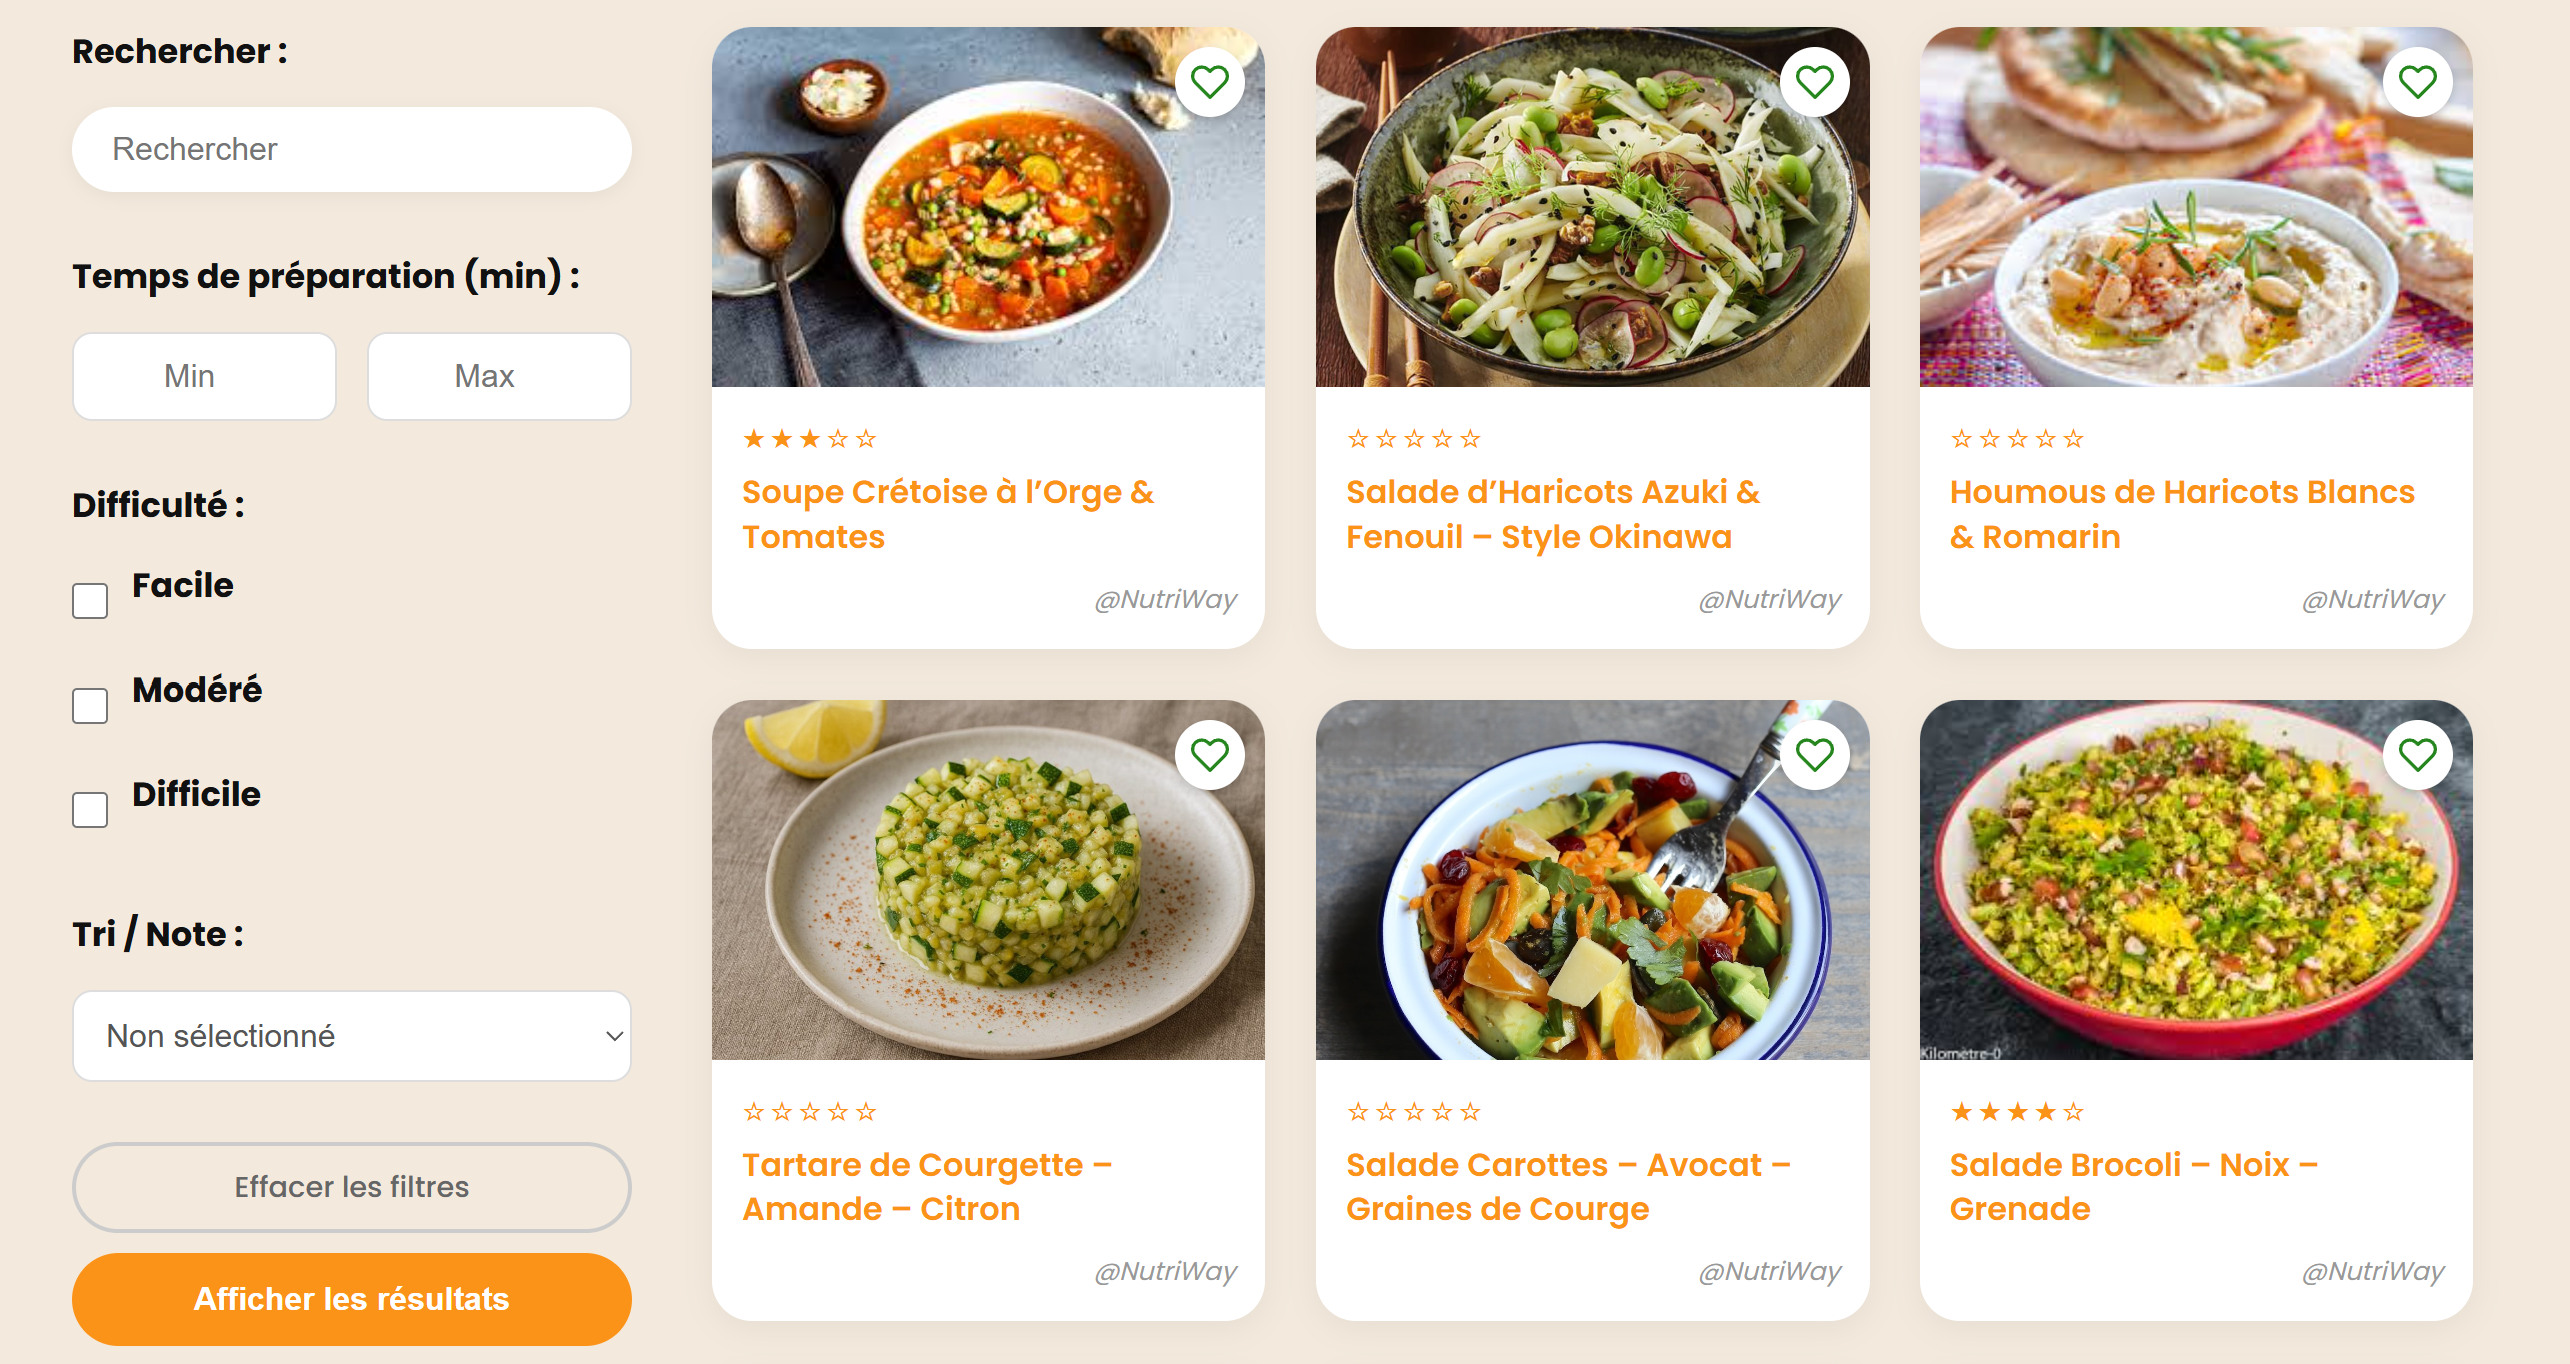 Rechercher :
Rechercher
Temps de préparation (min) :
Min
Max
Difficulté :
Facile
Modéré
Difficile
Tri / Note :
Non sélectionné
Effacer les filtres
Afficher les résultats
★★★☆☆
Soupe Crétoise à l’Orge &
Tomates
@NutriWay
☆☆☆☆☆
Salade d’Haricots Azuki &
Fenouil – Style Okinawa
@NutriWay
☆☆☆☆☆
Houmous de Haricots Blancs
& Romarin
@NutriWay
☆☆☆☆☆
Tartare de Courgette –
Amande – Citron
@NutriWay
☆☆☆☆☆
Salade Carottes – Avocat –
Graines de Courge
@NutriWay
Kilomètre-0
★★★★☆
Salade Brocoli – Noix –
Grenade
@NutriWay